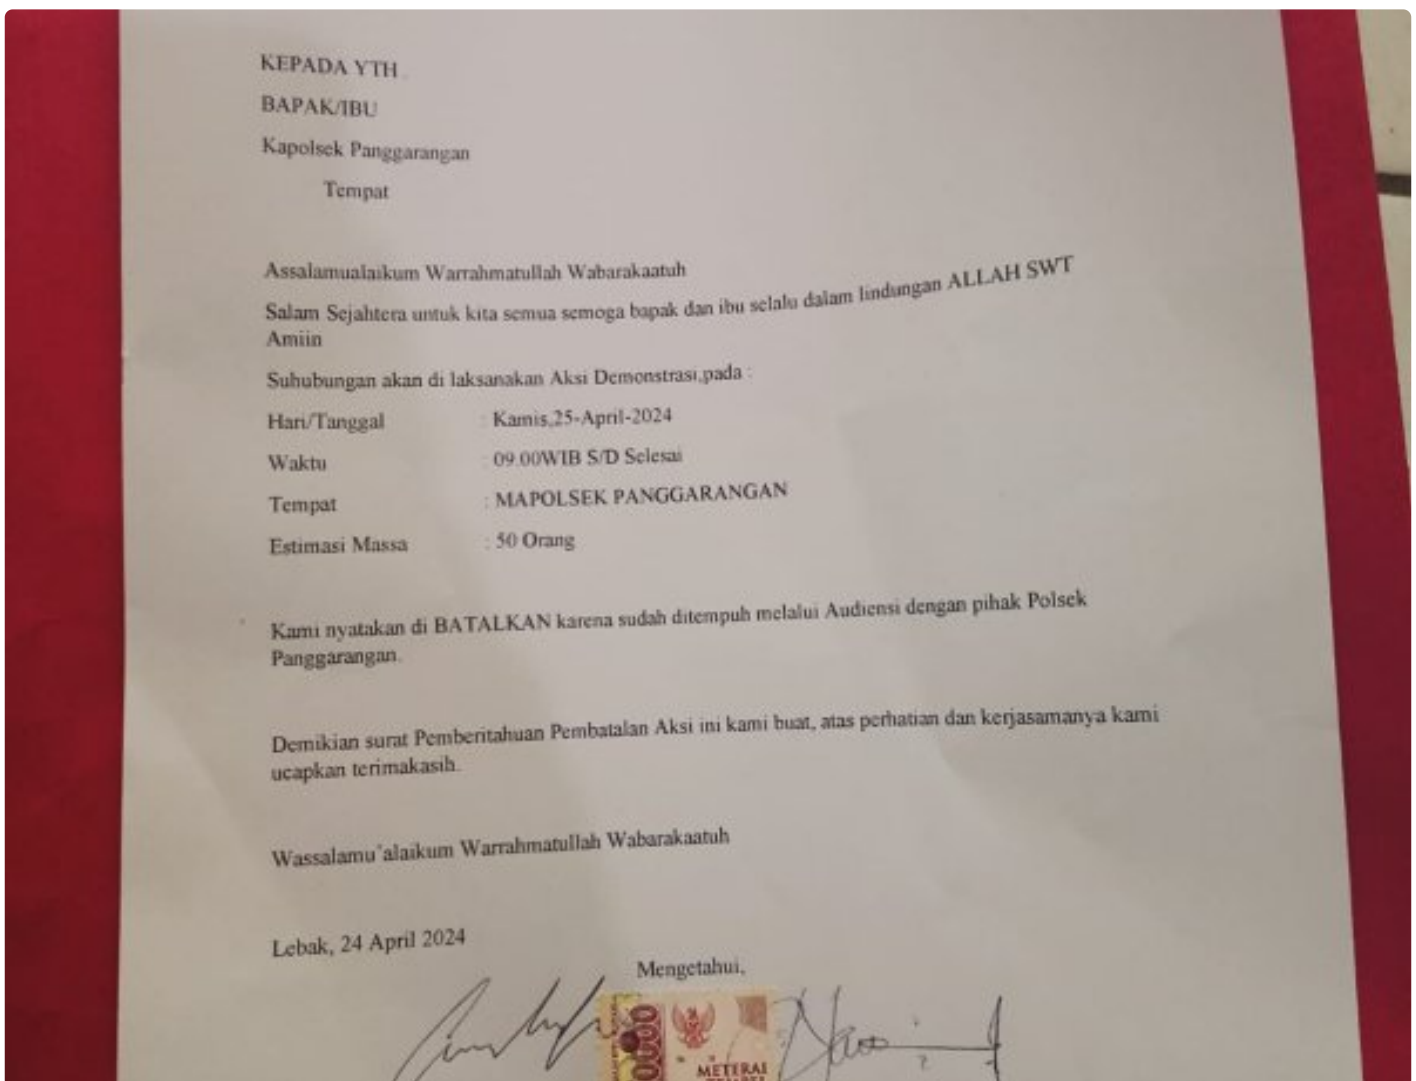 KEPADA YTH
BAPAK/IBU
Kapolsek Panggarangan
Tempat
Assalamualaikum Warrahmatullah Wabarakaatuh
Salam Sejahtera untuk kita semua semoga bapak dan ibu selalu dalam lindungan ALLAH SWT
Amiin
Suhubungan akan di laksanakan Aksi Demonstrasi,pada :
Hari/Tanggal : Kamis,25-April-2024
Waktu : 09.00WIB S/D Selesai
Tempat : MAPOLSEK PANGGARANGAN
Estimasi Massa : 50 Orang
Kami nyatakan di BATALKAN karena sudah ditempuh melalui Audiensi dengan pihak Polsek
Panggarangan.
Demikian surat Pemberitahuan Pembatalan Aksi ini kami buat, atas perhatian dan kerjasamanya kami
ucapkan terimakasih.
Wassalamu'alaikum Warrahmatullah Wabarakaatuh
Lebak, 24 April 2024
Mengetahui,
METERAI